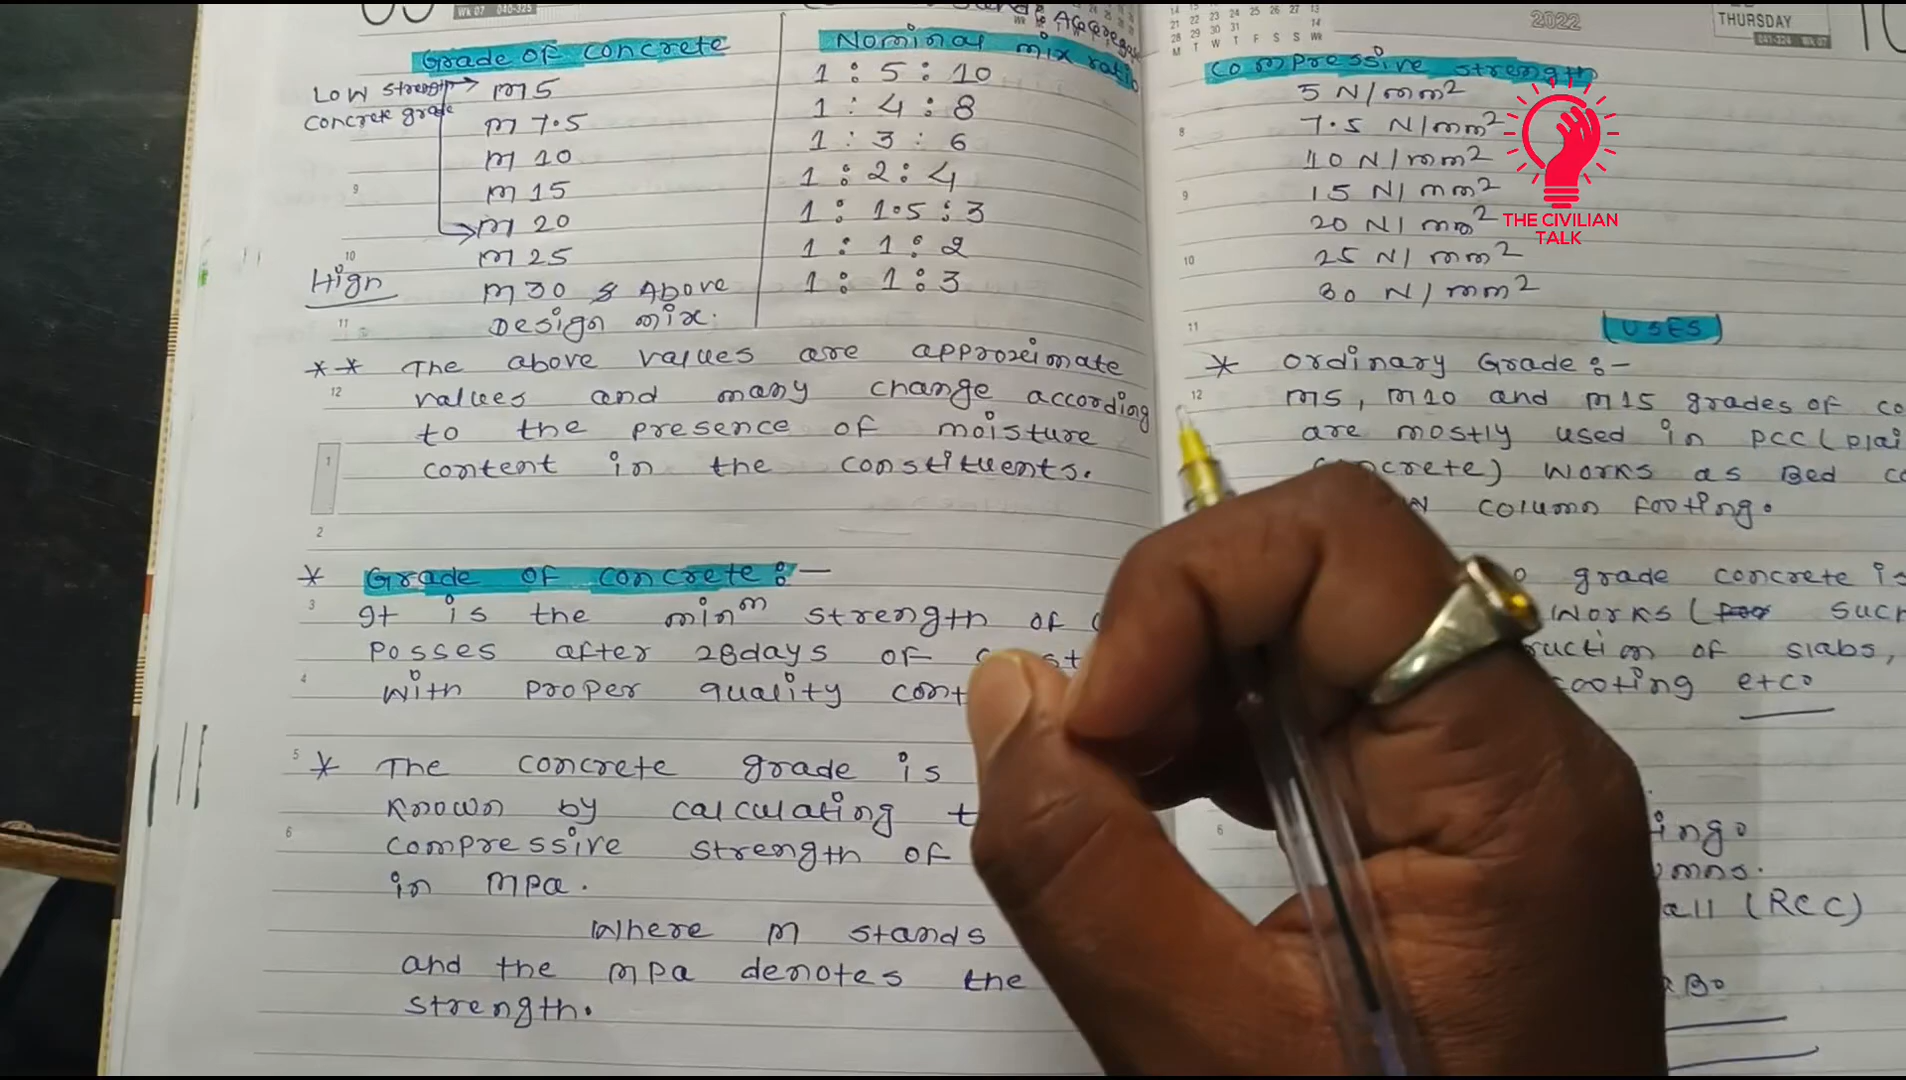 Grade of concrete
Low strength → M5
concrete grade
M 7.5
M 10
M 15
M 20
M 25
High
M30 & Above
Design mix.
Aggregate
Nominal mix ratio
1 : 5 : 10
1 : 4 : 8
1 : 3 : 6
1 : 2 : 4
1 : 1.5 : 3
1 : 1 : 2
1 : 1 : 3
** The above values are approximate
values and many change according
to the presence of moisture
content in the constituents.
* Grade of concrete :-
It is the minm strength of
Posses after 28days of
with proper quality
* The concrete grade is
known by calculating
compressive strength of
in MPa.
Where M stands
and the MPa denotes the
strength.
2022
THURSDAY
041-324 Wk 07
compressive strength
5 N/mm²
7.5 N/mm²
10 N/mm²
15 N/mm²
20 N/mm²
25 N/mm²
30 N/mm²
THE CIVILIAN
TALK
(USES)
* Ordinary Grade :-
M5, M10 and M15 grades of
are mostly used in PCC (
works as Bed
column footing.
grade concrete
works (
of slabs,
etc.
(RCC)